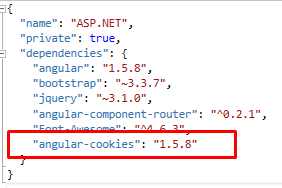 {
"name": "ASP.NET",
"private": true,
"dependencies": {
"angular": "1.5.8",
"bootstrap": "~3.3.7",
"jquery": "~3.1.0",
"angular-component-router": "^0.2.1",
"Font-Awesome": "^4.6.3",
"angular-cookies": "1.5.8"
}
}